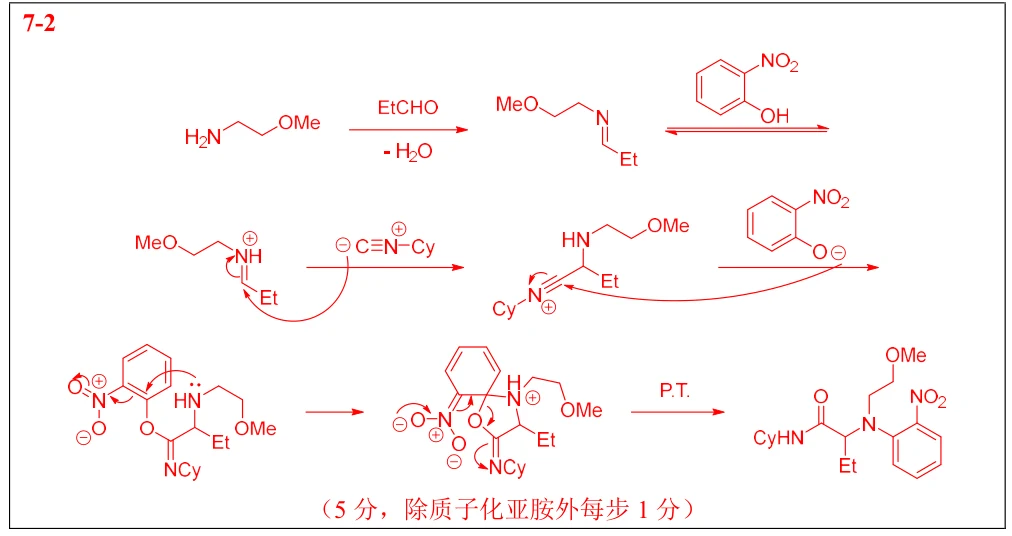 7-2
H₂N OMe
EtCHO
- H₂O
MeO N Et
NO₂ OH
MeO NH ⊕ Et
⊖ C≡N-Cy ⊕
HN OMe Et N ⊕ Cy
NO₂ O ⊖
O N ⊕ O ⊖ HN OMe O Et NCy
⊖ O N ⊕ O ⊖ H N ⊕ OMe O Et NCy
P.T.
OMe O N NO₂ CyHN Et
(5 分,除质子化亚胺外每步 1 分)